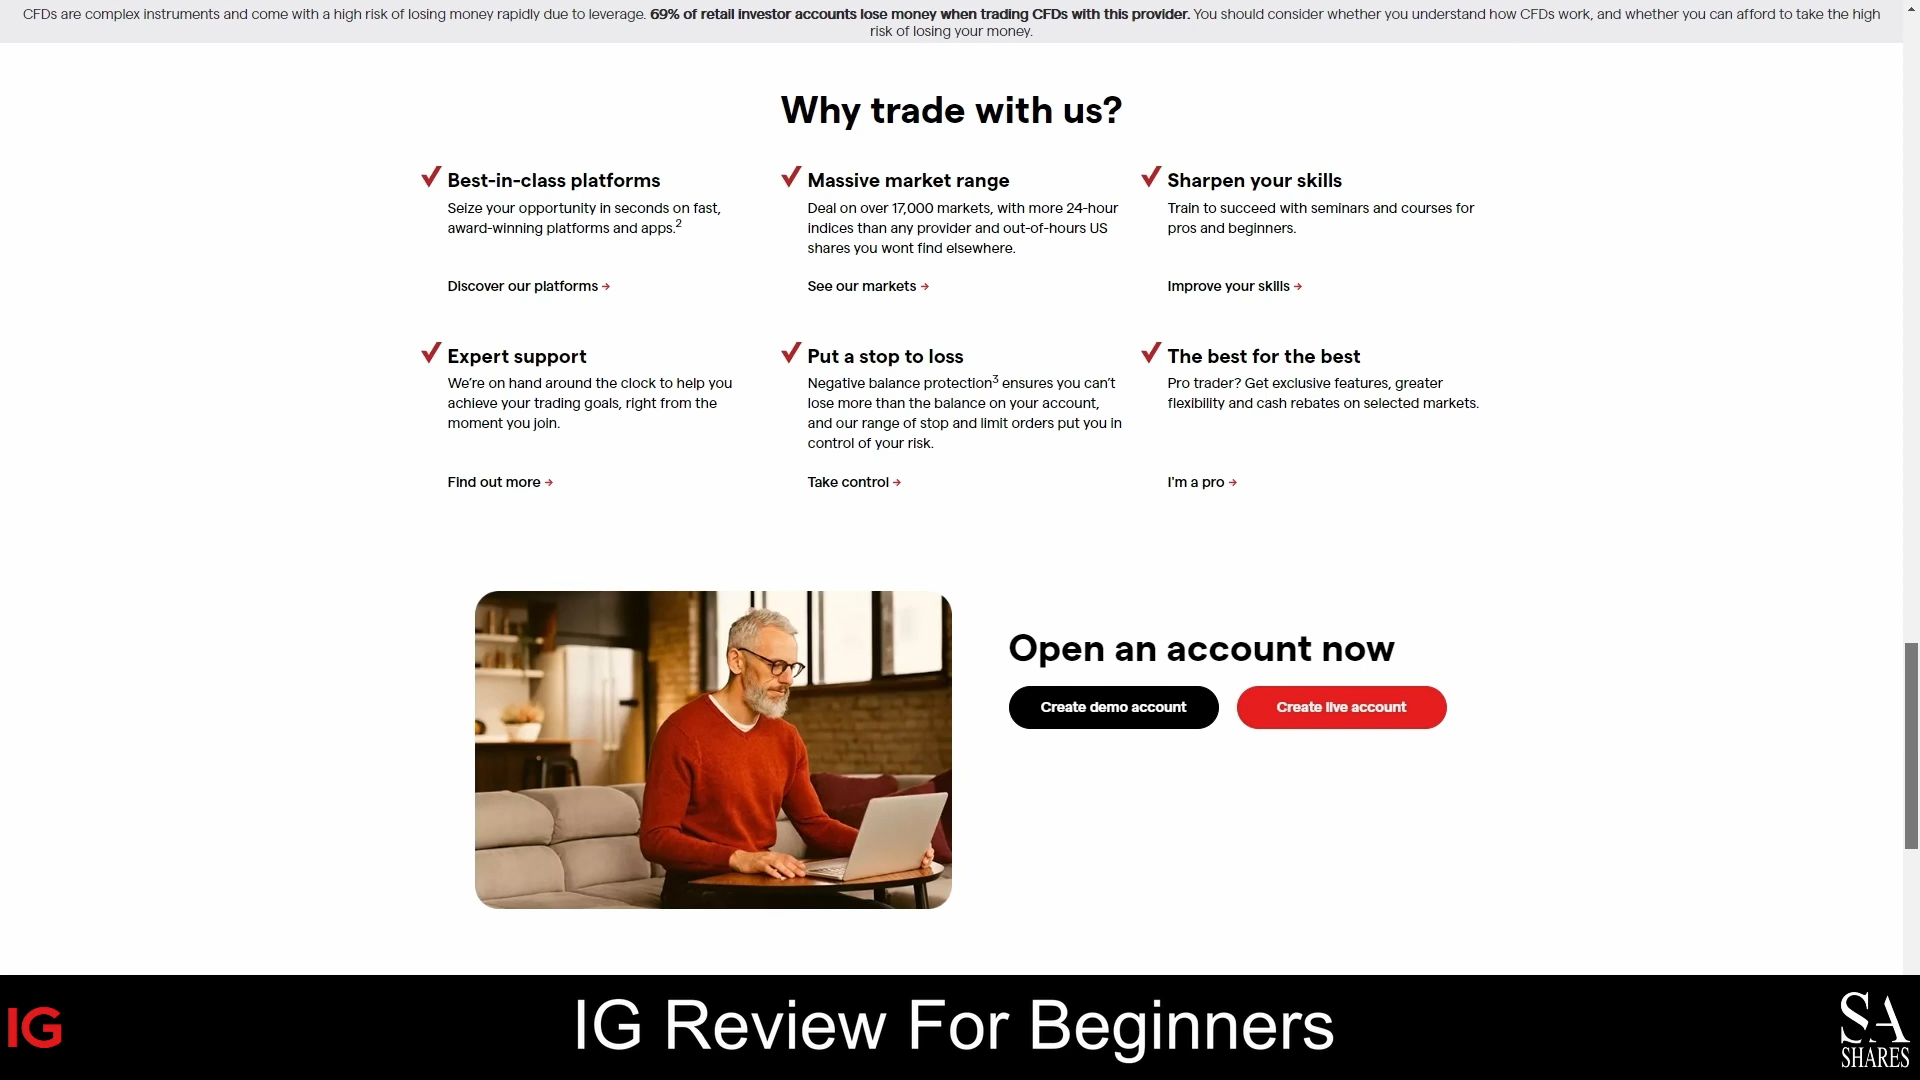 CFDs are complex instruments and come with a high risk of losing money rapidly due to leverage. 69% of retail investor accounts lose money when trading CFDs with this provider. You should consider whether you understand how CFDs work, and whether you can afford to take the high
risk of losing your money.
Why trade with us?
Best-in-class platforms
Seize your opportunity in seconds on fast,
award-winning platforms and apps.2
Discover our platforms →
Massive market range
Deal on over 17,000 markets, with more 24-hour
indices than any provider and out-of-hours US
shares you wont find elsewhere.
See our markets →
Sharpen your skills
Train to succeed with seminars and courses for
pros and beginners.
Improve your skills →
Expert support
We're on hand around the clock to help you
achieve your trading goals, right from the
moment you join.
Find out more →
Put a stop to loss
Negative balance protection3 ensures you can't
lose more than the balance on your account,
and our range of stop and limit orders put you in
control of your risk.
Take control →
The best for the best
Pro trader? Get exclusive features, greater
flexibility and cash rebates on selected markets.
I'm a pro →
Open an account now
Create demo account
Create live account
IG
IG Review For Beginners
SA
SHARES